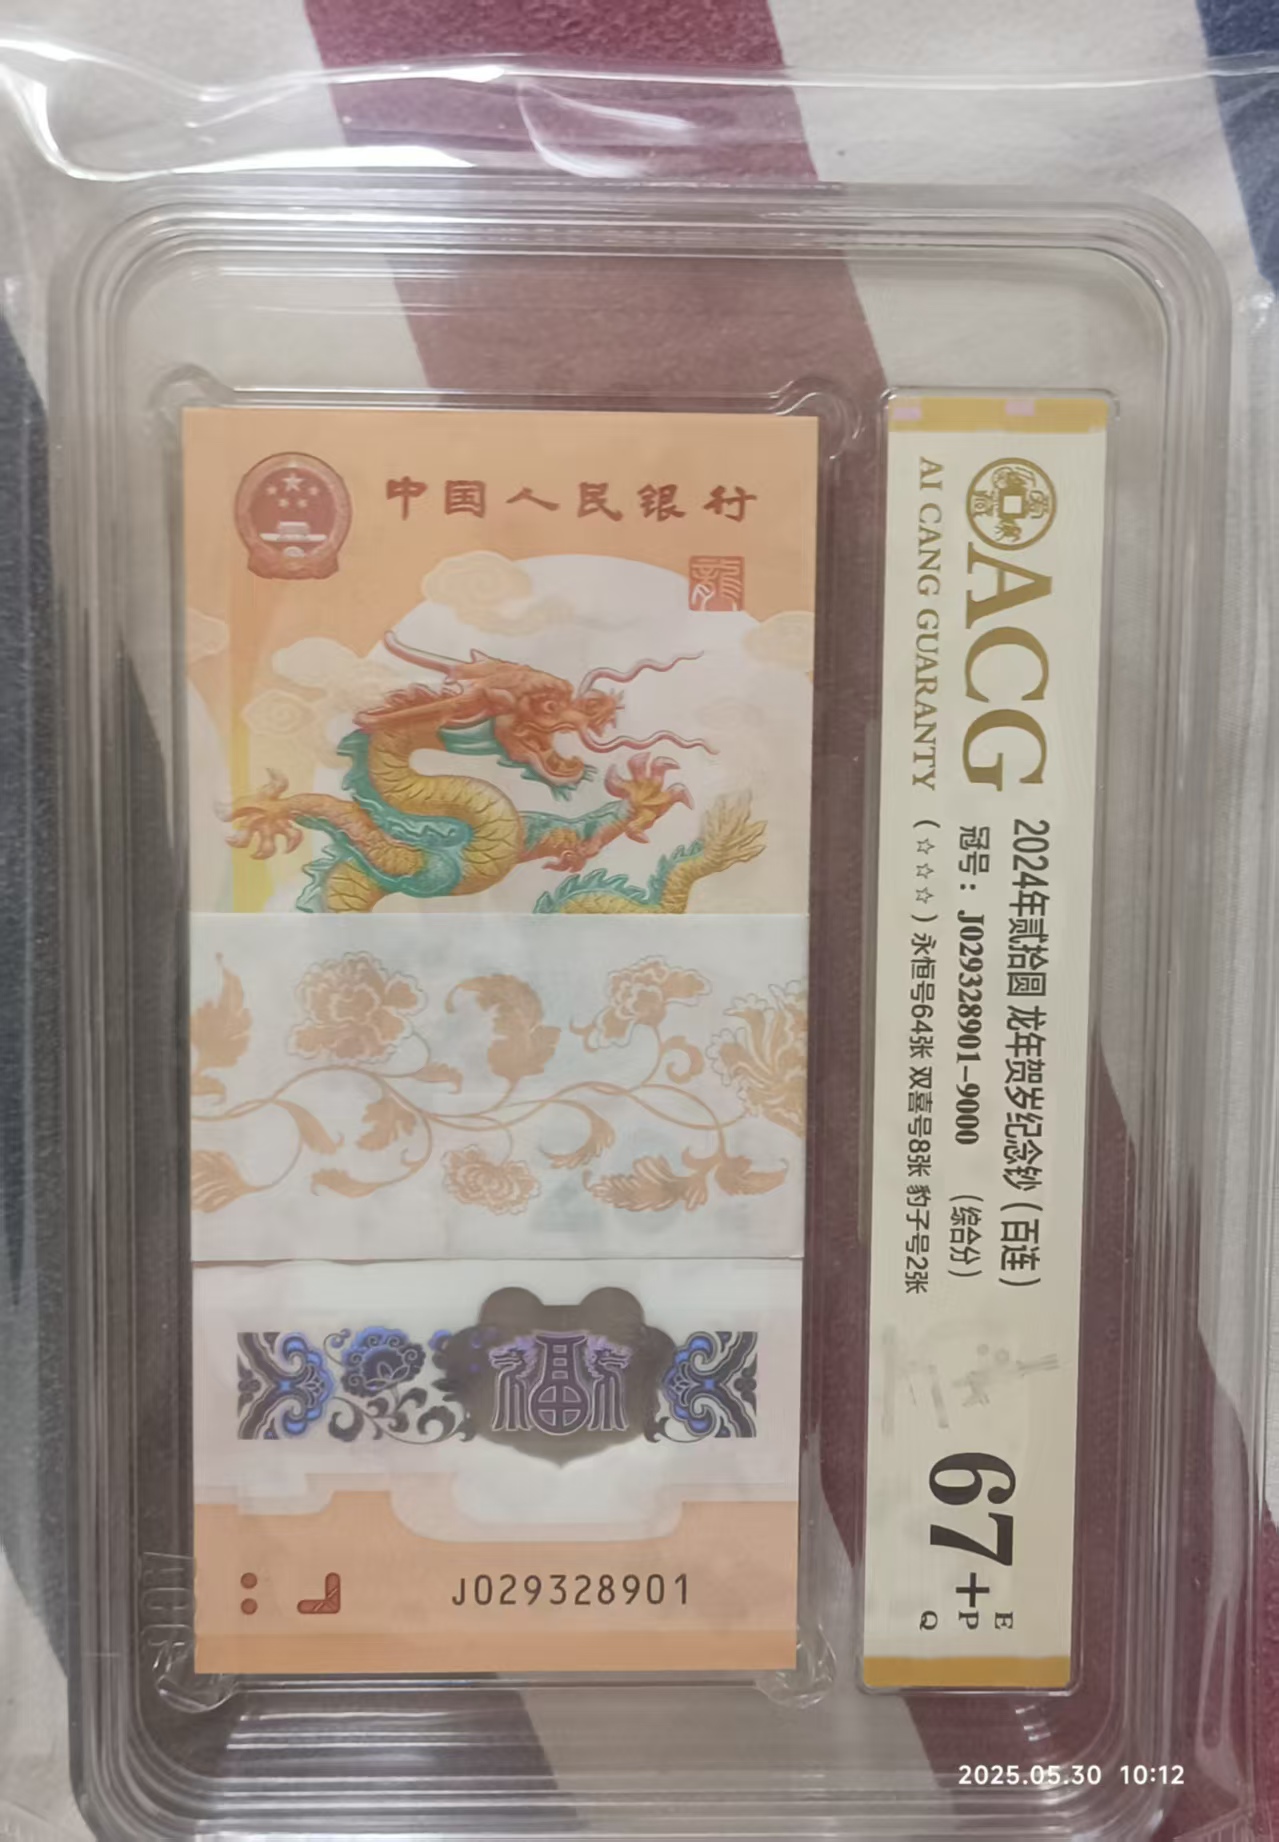 中国人民银行
龍
福
J029328901
ACG
AI CANG GUARANTY
2024年贰拾圆 龙年贺岁纪念钞（百连）
冠号：J029328901-9000 （综合分）
（☆☆☆）永恒号64张 双喜号8张 豹子号2张
67+
E
P
Q
ACG
2025.05.30 10:12